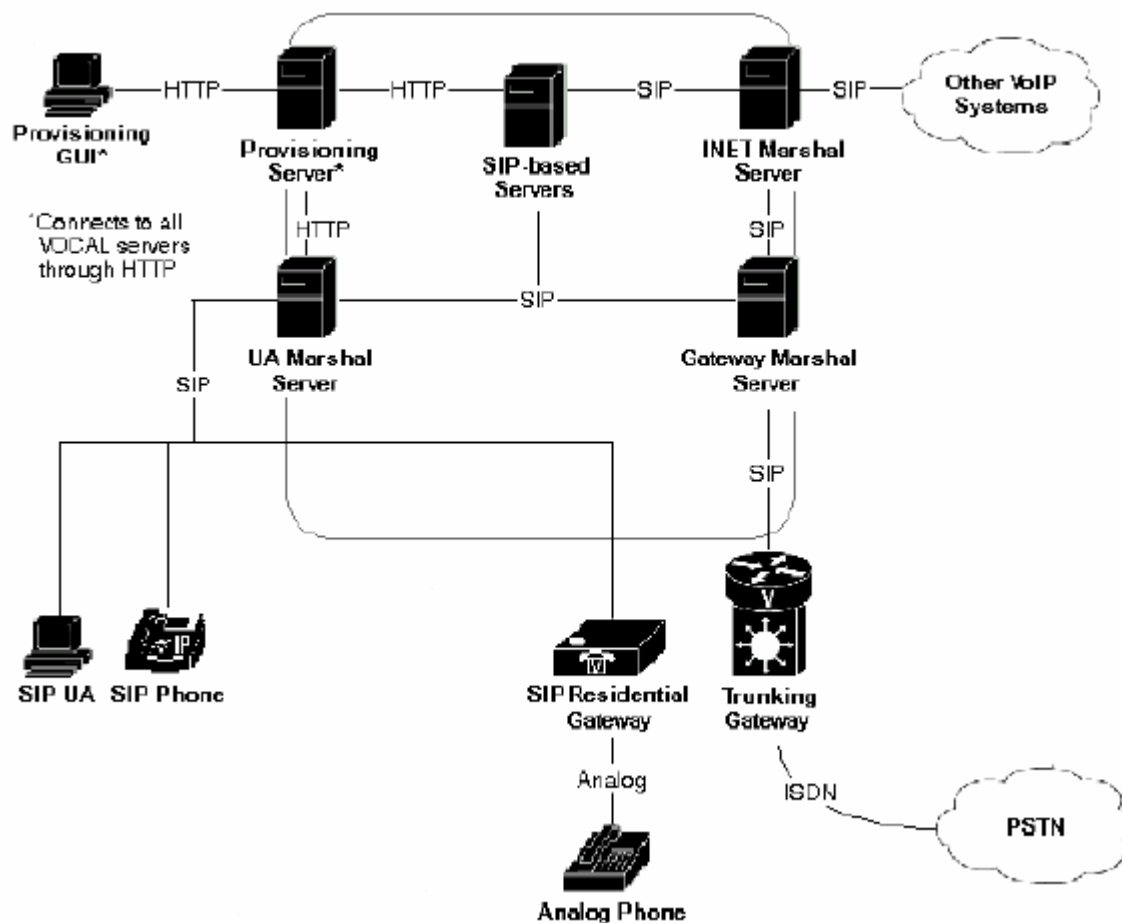 HTTP
HTTP
SIP
SIP
Other VoIP
Systems
Provisioning
GUI*
Provisioning
Server*
SIP-based
Servers
INET Marshal
Server
*Connects to all
VOCAL servers
through HTTP
HTTP
SIP
SIP
UA Marshal
Server
Gateway Marshal
Server
SIP
SIP
V
IP
V
SIP UA
SIP Phone
SIP Residential
Gateway
Trunking
Gateway
Analog
ISDN
PSTN
Analog Phone